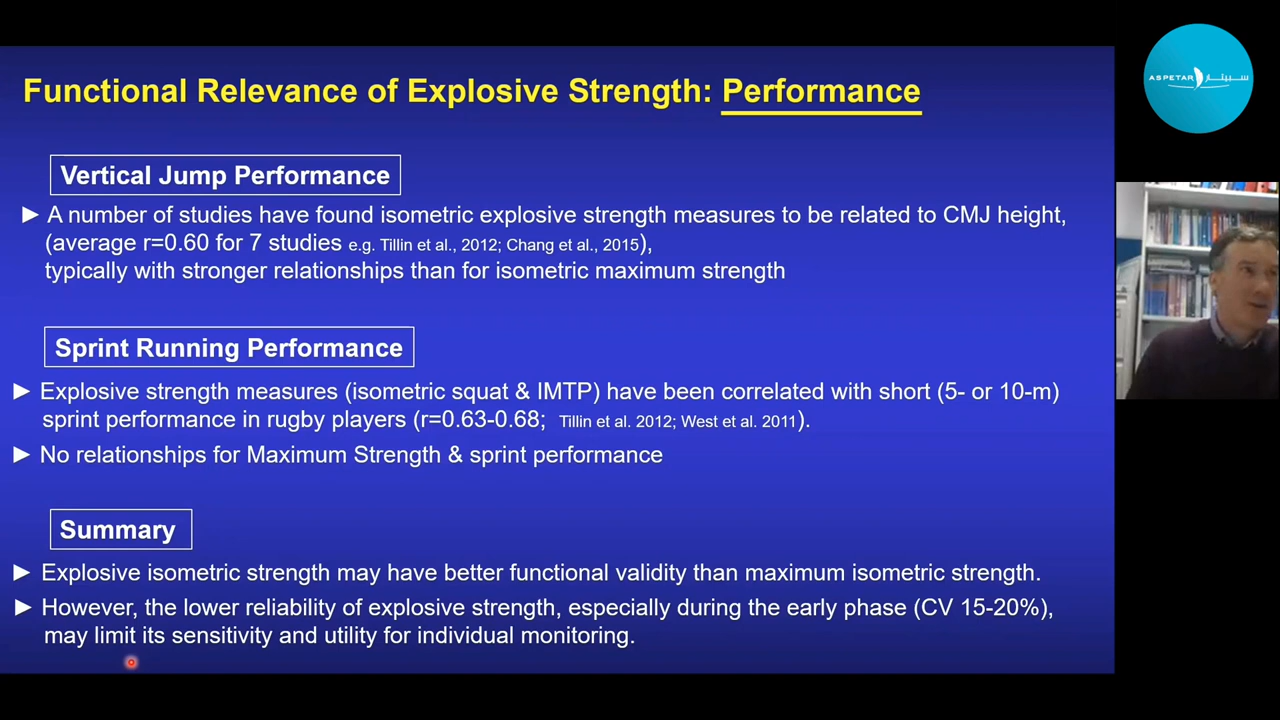 Functional Relevance of Explosive Strength: Performance
ASPETAR سبيتار
Vertical Jump Performance
► A number of studies have found isometric explosive strength measures to be related to CMJ height,
(average r=0.60 for 7 studies e.g. Tillin et al., 2012; Chang et al., 2015),
typically with stronger relationships than for isometric maximum strength
Sprint Running Performance
► Explosive strength measures (isometric squat & IMTP) have been correlated with short (5- or 10-m)
sprint performance in rugby players (r=0.63-0.68; Tillin et al. 2012; West et al. 2011).
► No relationships for Maximum Strength & sprint performance
Summary
► Explosive isometric strength may have better functional validity than maximum isometric strength.
► However, the lower reliability of explosive strength, especially during the early phase (CV 15-20%),
may limit its sensitivity and utility for individual monitoring.